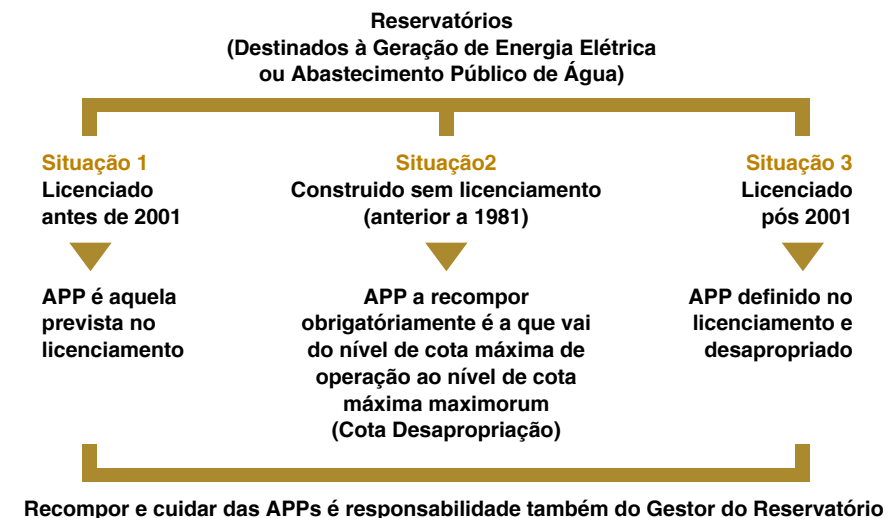 Reservatórios
(Destinados à Geração de Energia Elétrica
ou Abastecimento Público de Água)
Situação 1
Licenciado
antes de 2001
APP é aquela
prevista no
licenciamento
Situação2
Construido sem licenciamento
(anterior a 1981)
APP a recompor
obrigatóriamente é a que vai
do nível de cota máxima de
operação ao nível de cota
máxima maximorum
(Cota Desapropriação)
Situação 3
Licenciado
pós 2001
APP definido no
licenciamento e
desapropriado
Recompor e cuidar das APPs é responsabilidade também do Gestor do Reservatório